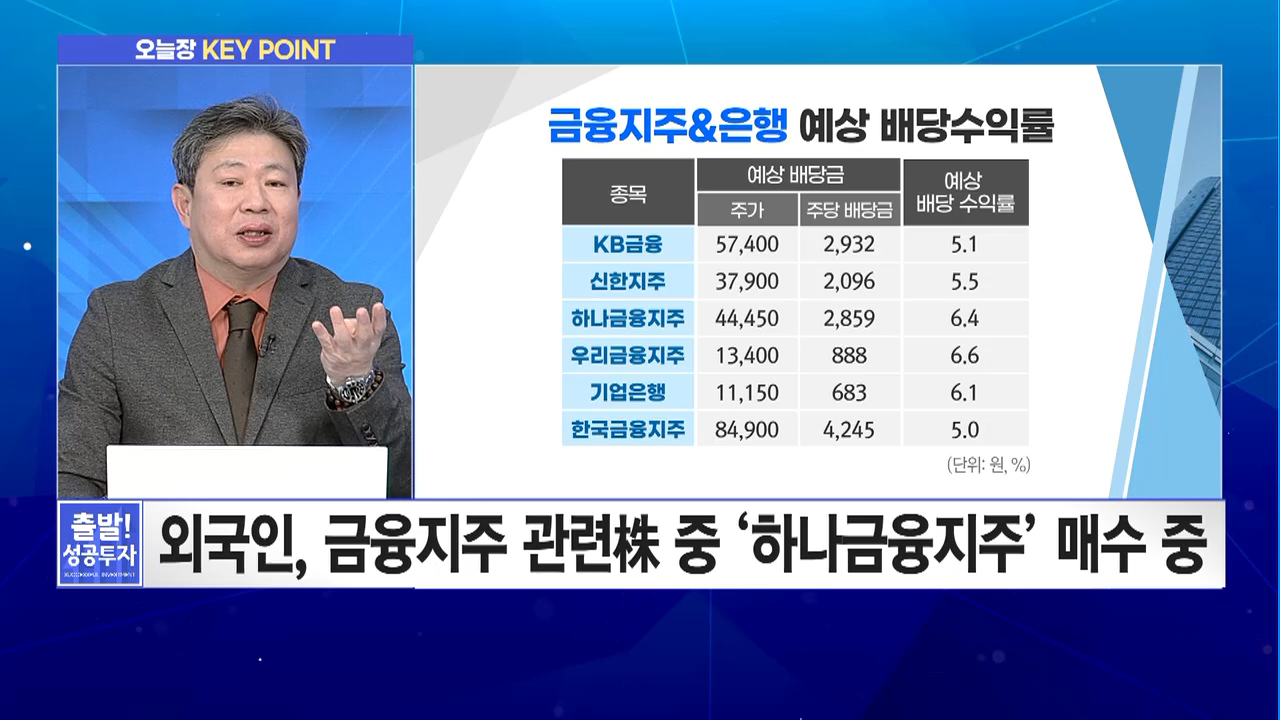 오늘장 KEY POINT
금융지주&은행 예상 배당수익률
종목 예상 배당금 예상 배당 수익률
주가 주당 배당금
KB금융 57,400 2,932 5.1
신한지주 37,900 2,096 5.5
하나금융지주 44,450 2,859 6.4
우리금융지주 13,400 888 6.6
기업은행 11,150 683 6.1
한국금융지주 84,900 4,245 5.0
(단위: 원, %)
출발!
성공투자
외국인, 금융지주 관련株 중 ‘하나금융지주’ 매수 중